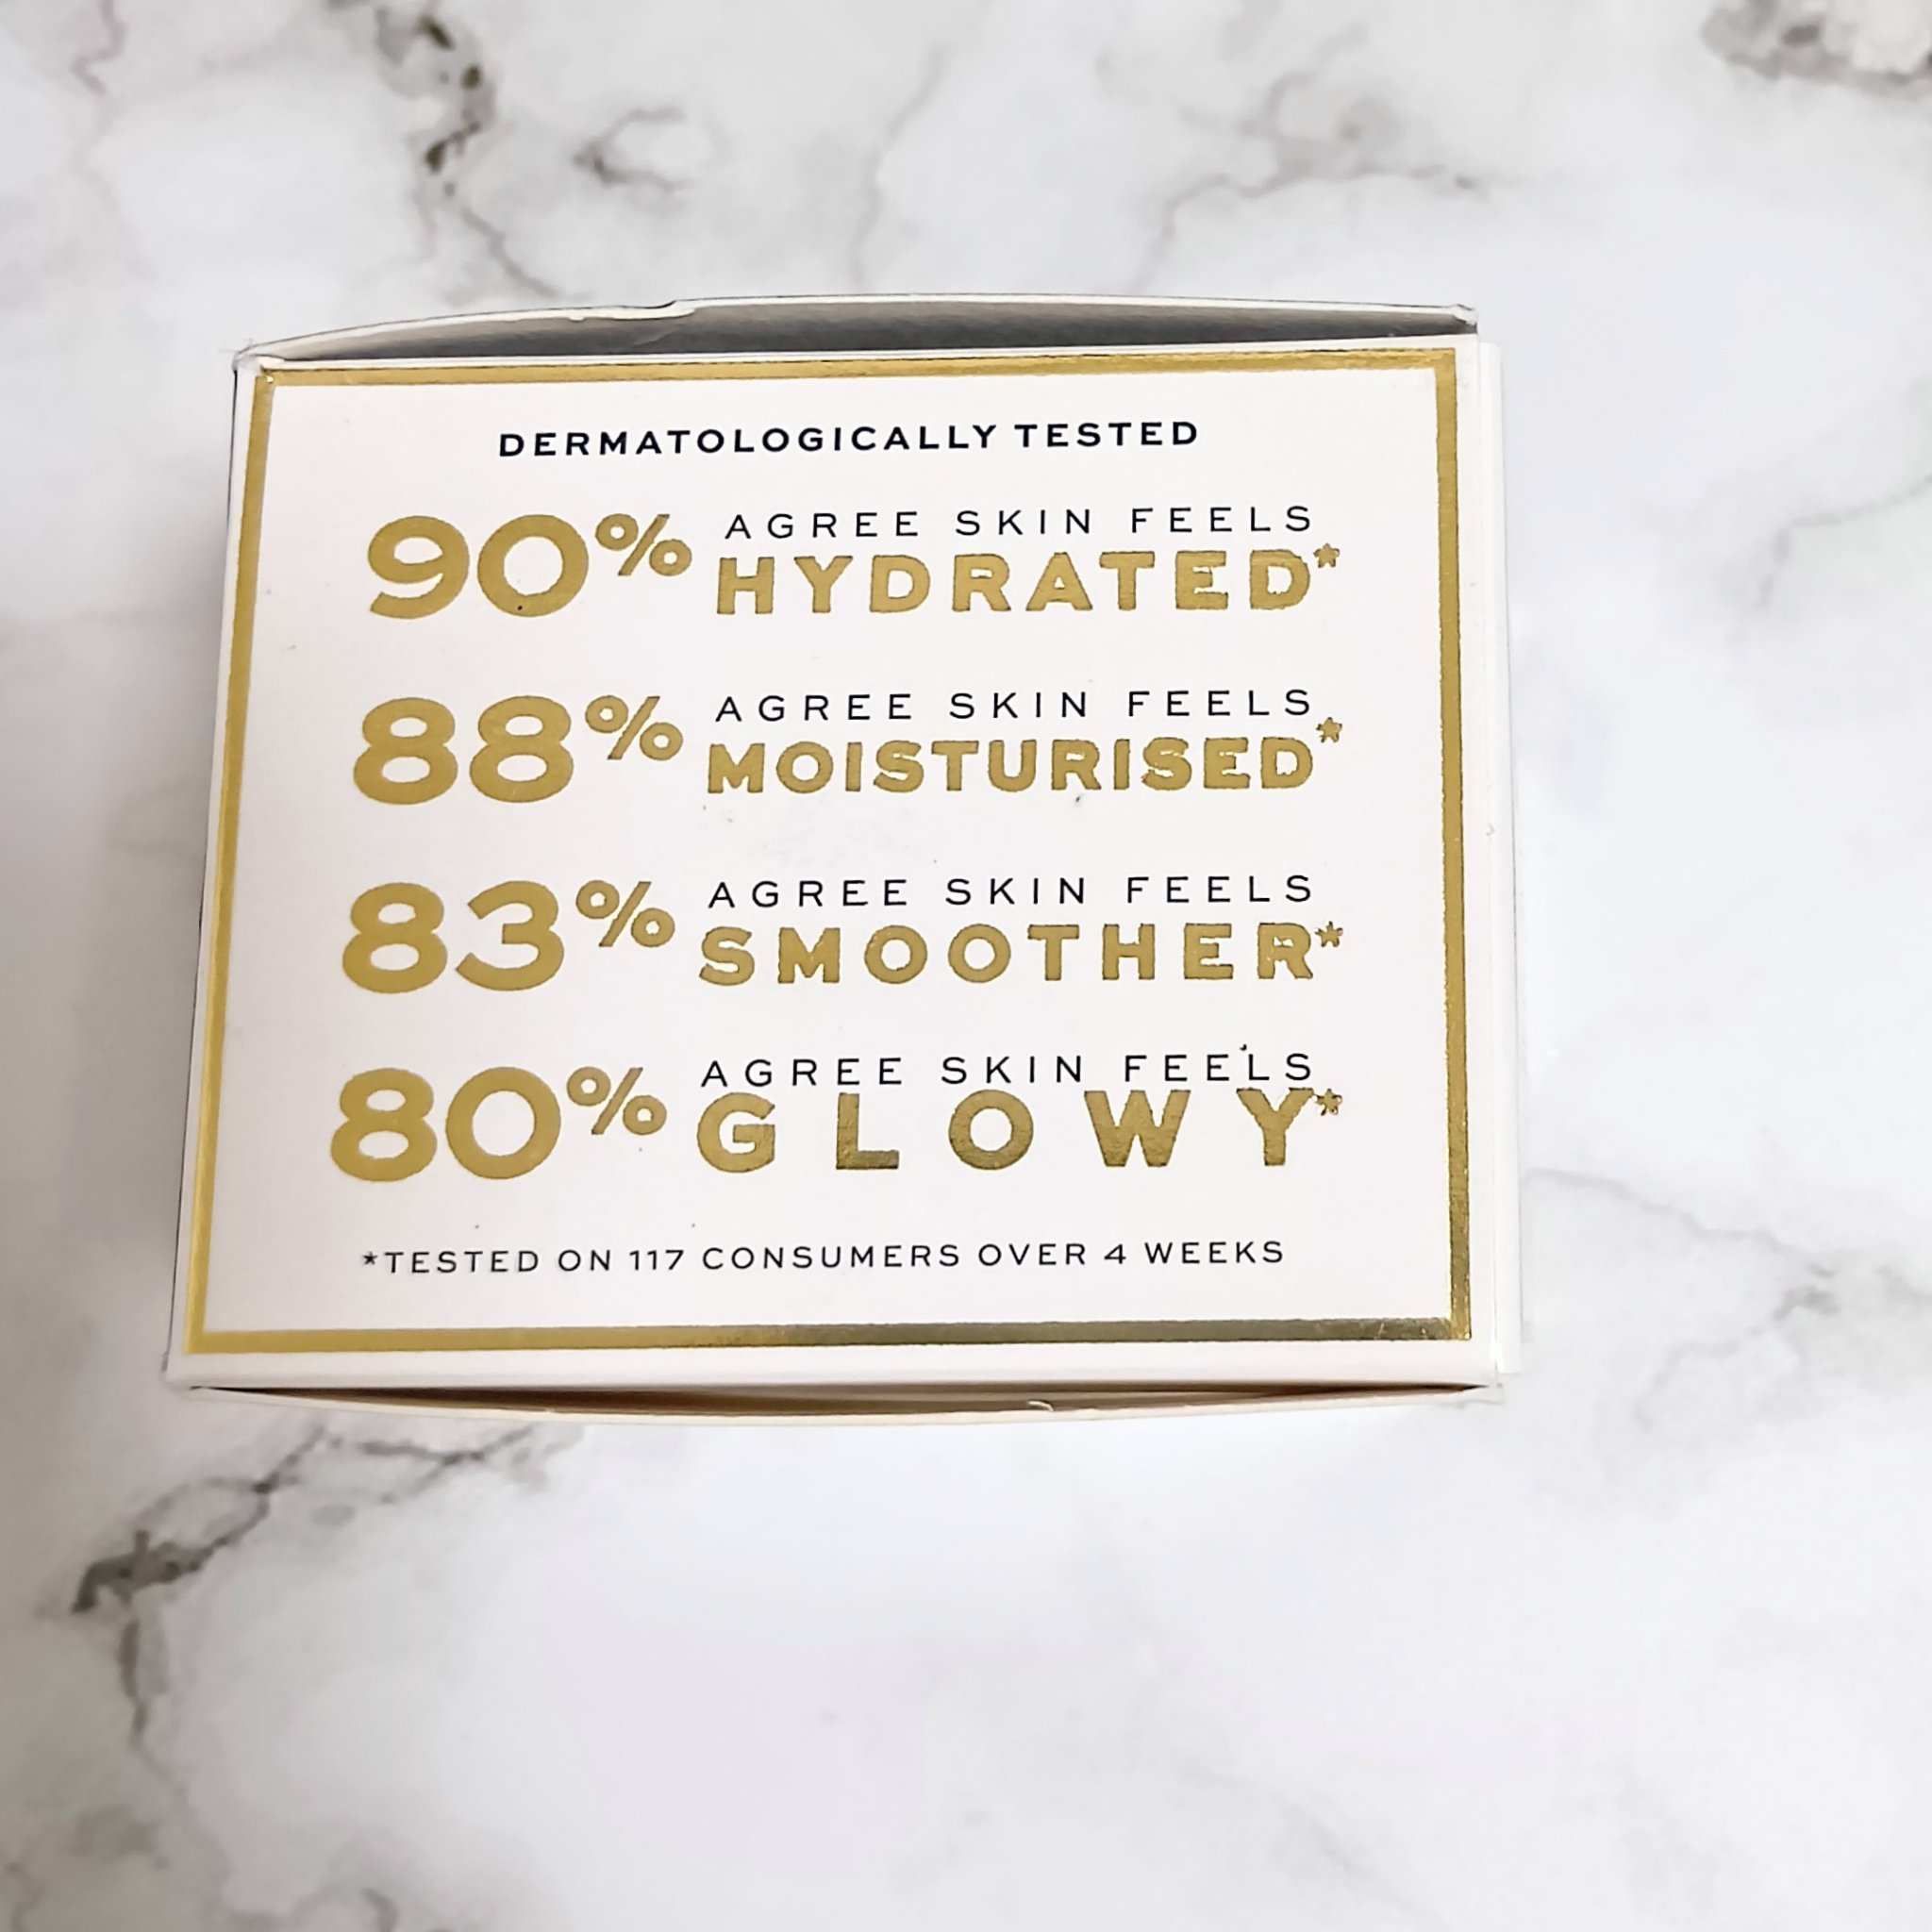 DERMATOLOGICALLY TESTED
90% AGREE SKIN FEELS
HYDRATED*
88% AGREE SKIN FEELS
MOISTURISED*
83% AGREE SKIN FEELS
SMOOTHER*
80% AGREE SKIN FEELS
GLOWY*
*TESTED ON 117 CONSUMERS OVER 4 WEEKS